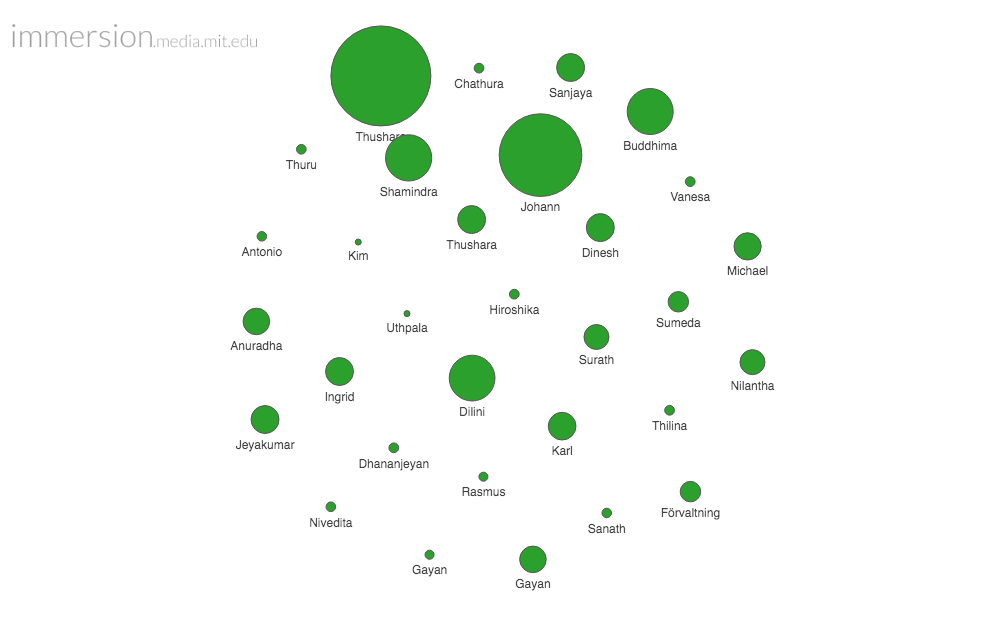 immersion.media.mit.edu
Chathura
Sanjaya
Thushara
Buddhima
Thuru
Shamindra
Vanesa
Johann
Thushara
Dinesh
Antonio
Kim
Michael
Hiroshika
Sumeda
Uthpala
Anuradha
Surath
Nilantha
Ingrid
Dilini
Thilina
Jeyakumar
Karl
Dhananjeyan
Rasmus
Förvaltning
Nivedita
Sanath
Gayan
Gayan